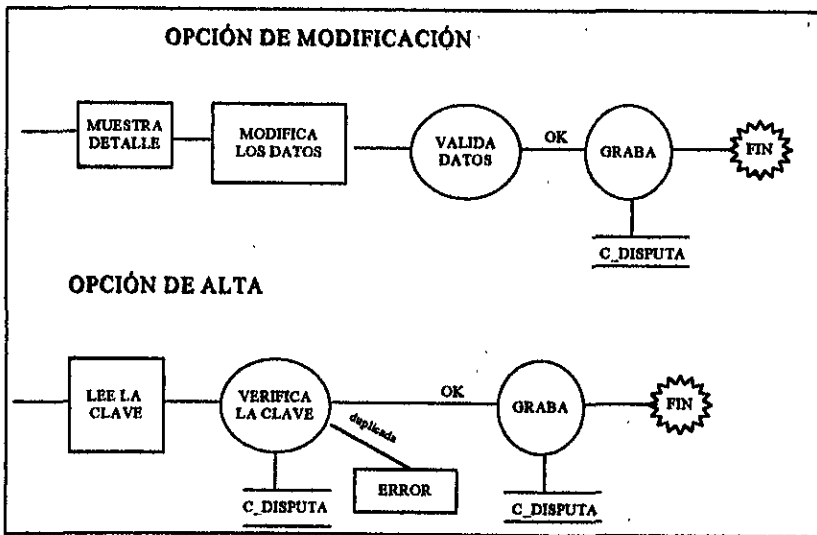 OPCIÓN DE MODIFICACIÓN
MUESTRA
DETALLE
MODIFICA
LOS DATOS
VALIDA
DATOS
OK
GRABA
FIN
C_DISPUTA
OPCIÓN DE ALTA
LEE LA
CLAVE
VERIFICA
LA CLAVE
OK
duplicada
GRABA
FIN
C_DISPUTA
ERROR
C_DISPUTA